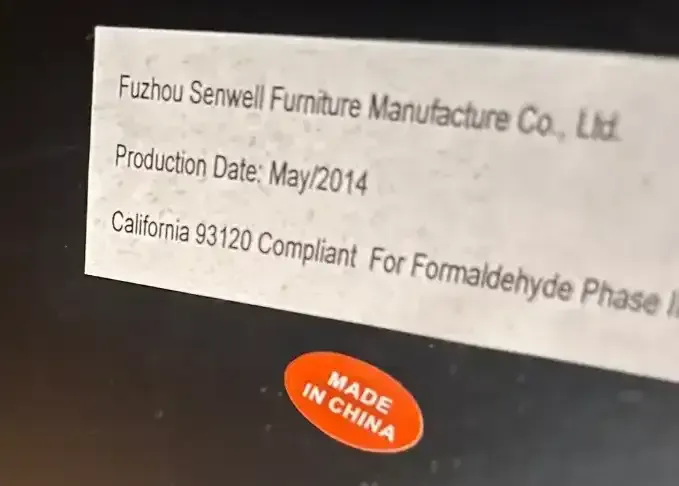 Fuzhou Senwell Furniture Manufacture Co., Ltd.
Production Date: May/2014
California 93120 Compliant For Formaldehyde Phase
MADE
IN CHINA